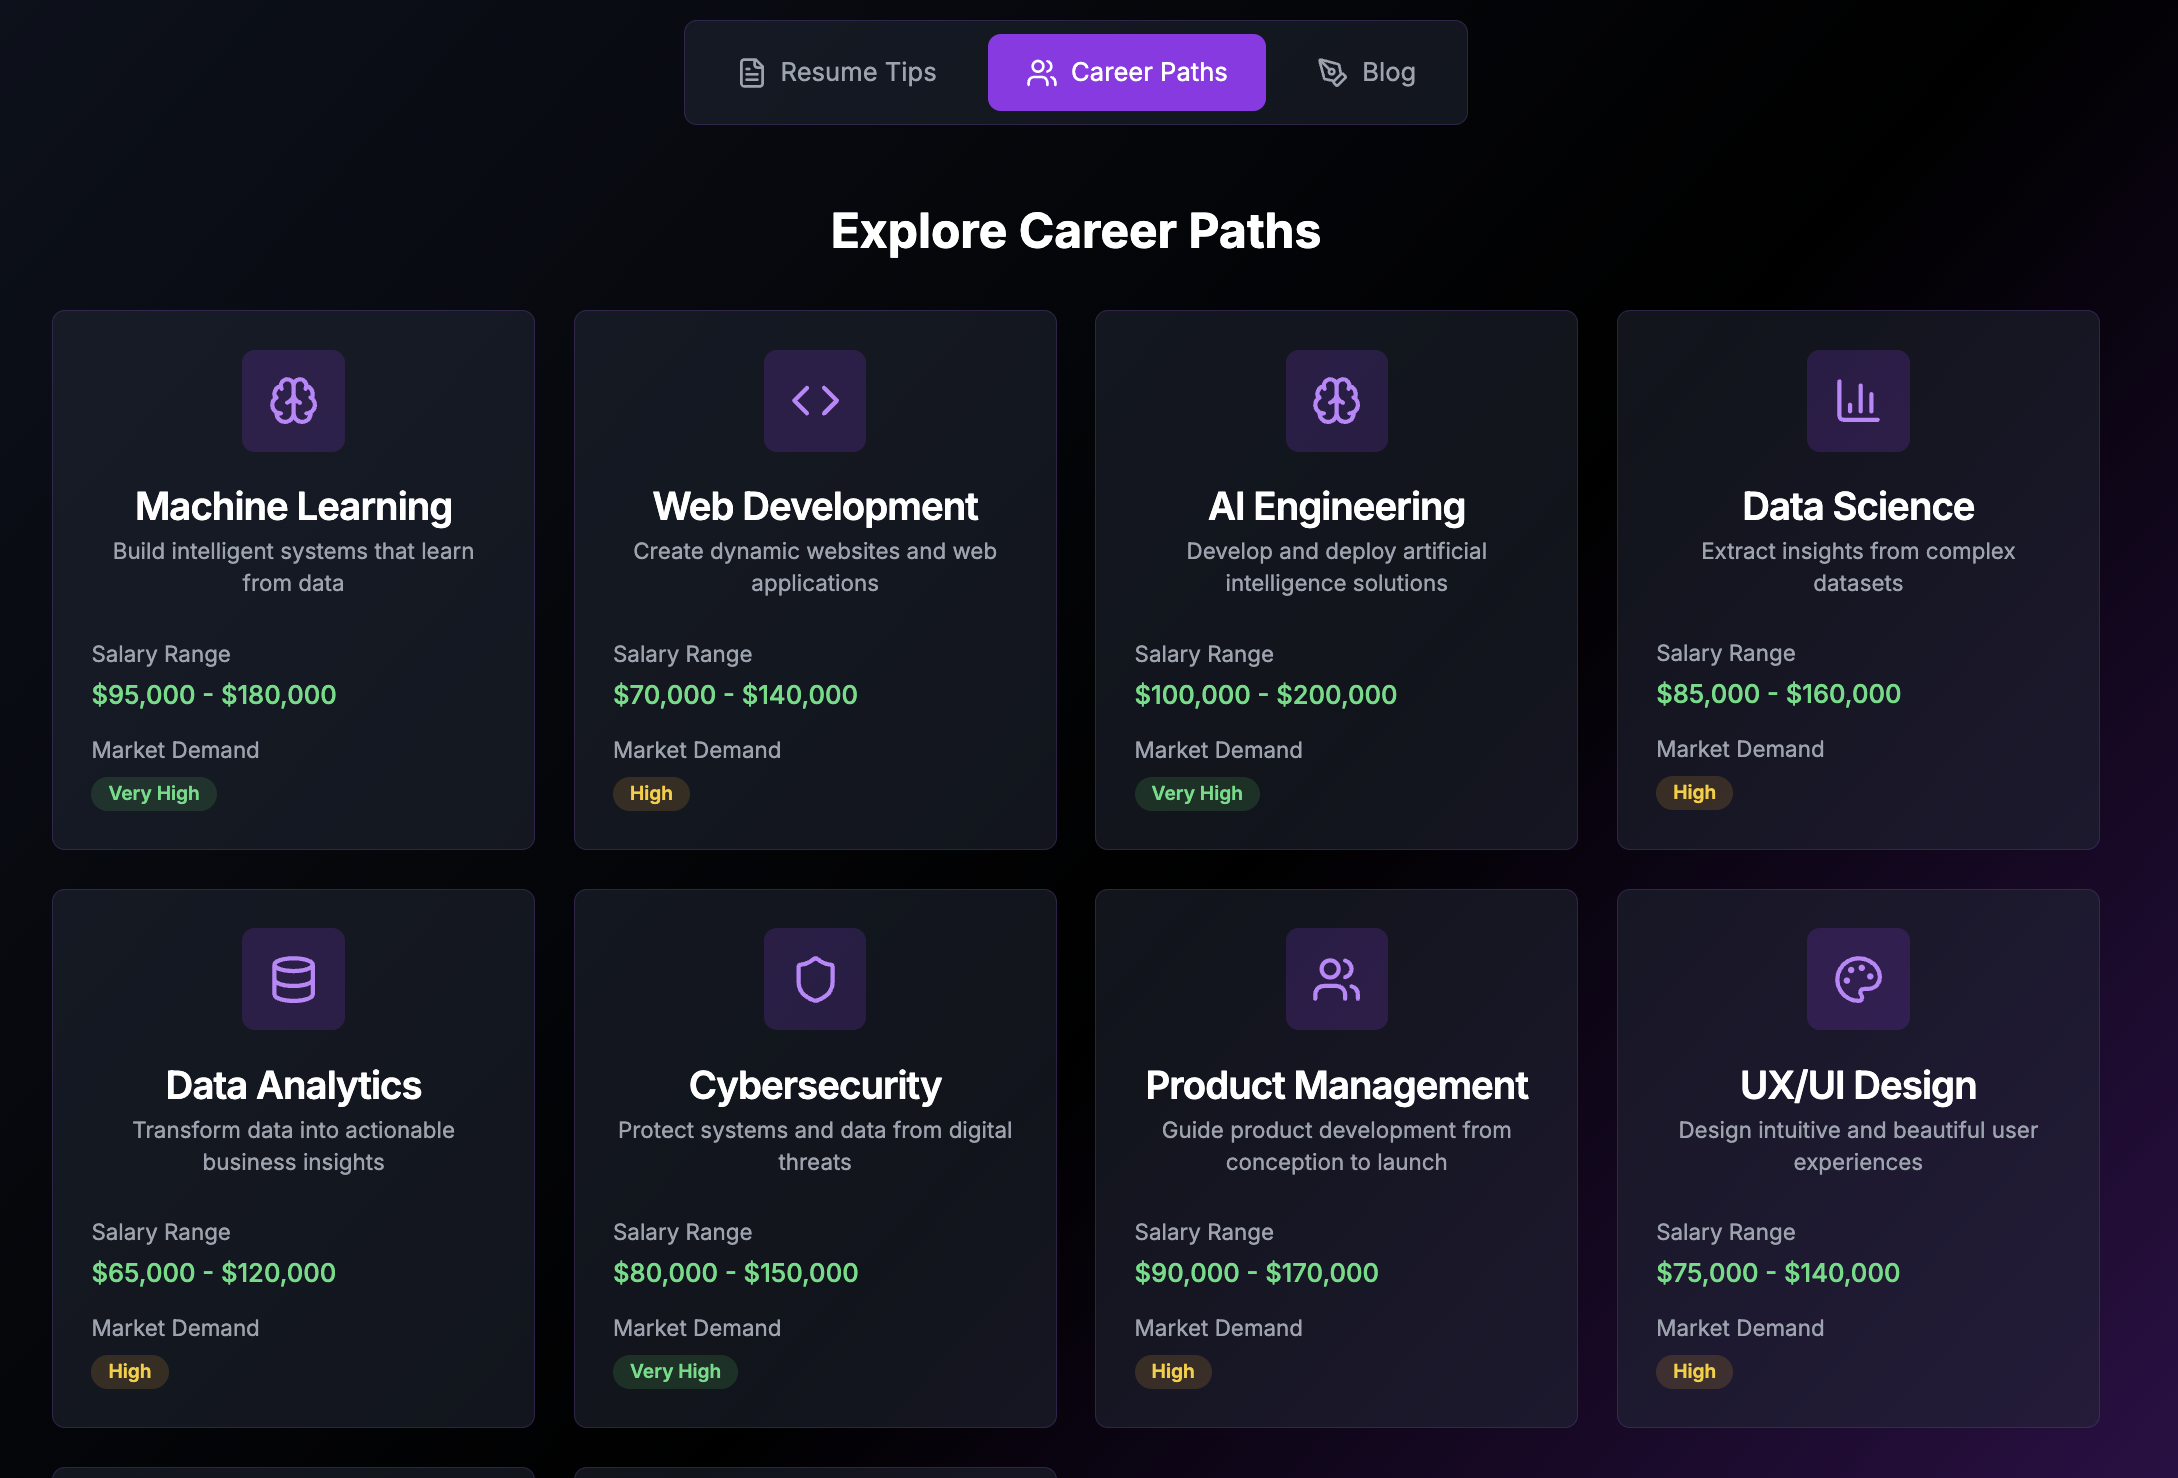 Resume Tips
Career Paths
Blog
Explore Career Paths
Machine Learning
Build intelligent systems that learn
from data
Salary Range
$95,000 - $180,000
Market Demand
Very High
Web Development
Create dynamic websites and web
applications
Salary Range
$70,000 - $140,000
Market Demand
High
AI Engineering
Develop and deploy artificial
intelligence solutions
Salary Range
$100,000 - $200,000
Market Demand
Very High
Data Science
Extract insights from complex
datasets
Salary Range
$85,000 - $160,000
Market Demand
High
Data Analytics
Transform data into actionable
business insights
Salary Range
$65,000 - $120,000
Market Demand
High
Cybersecurity
Protect systems and data from digital
threats
Salary Range
$80,000 - $150,000
Market Demand
Very High
Product Management
Guide product development from
conception to launch
Salary Range
$90,000 - $170,000
Market Demand
High
UX/UI Design
Design intuitive and beautiful user
experiences
Salary Range
$75,000 - $140,000
Market Demand
High